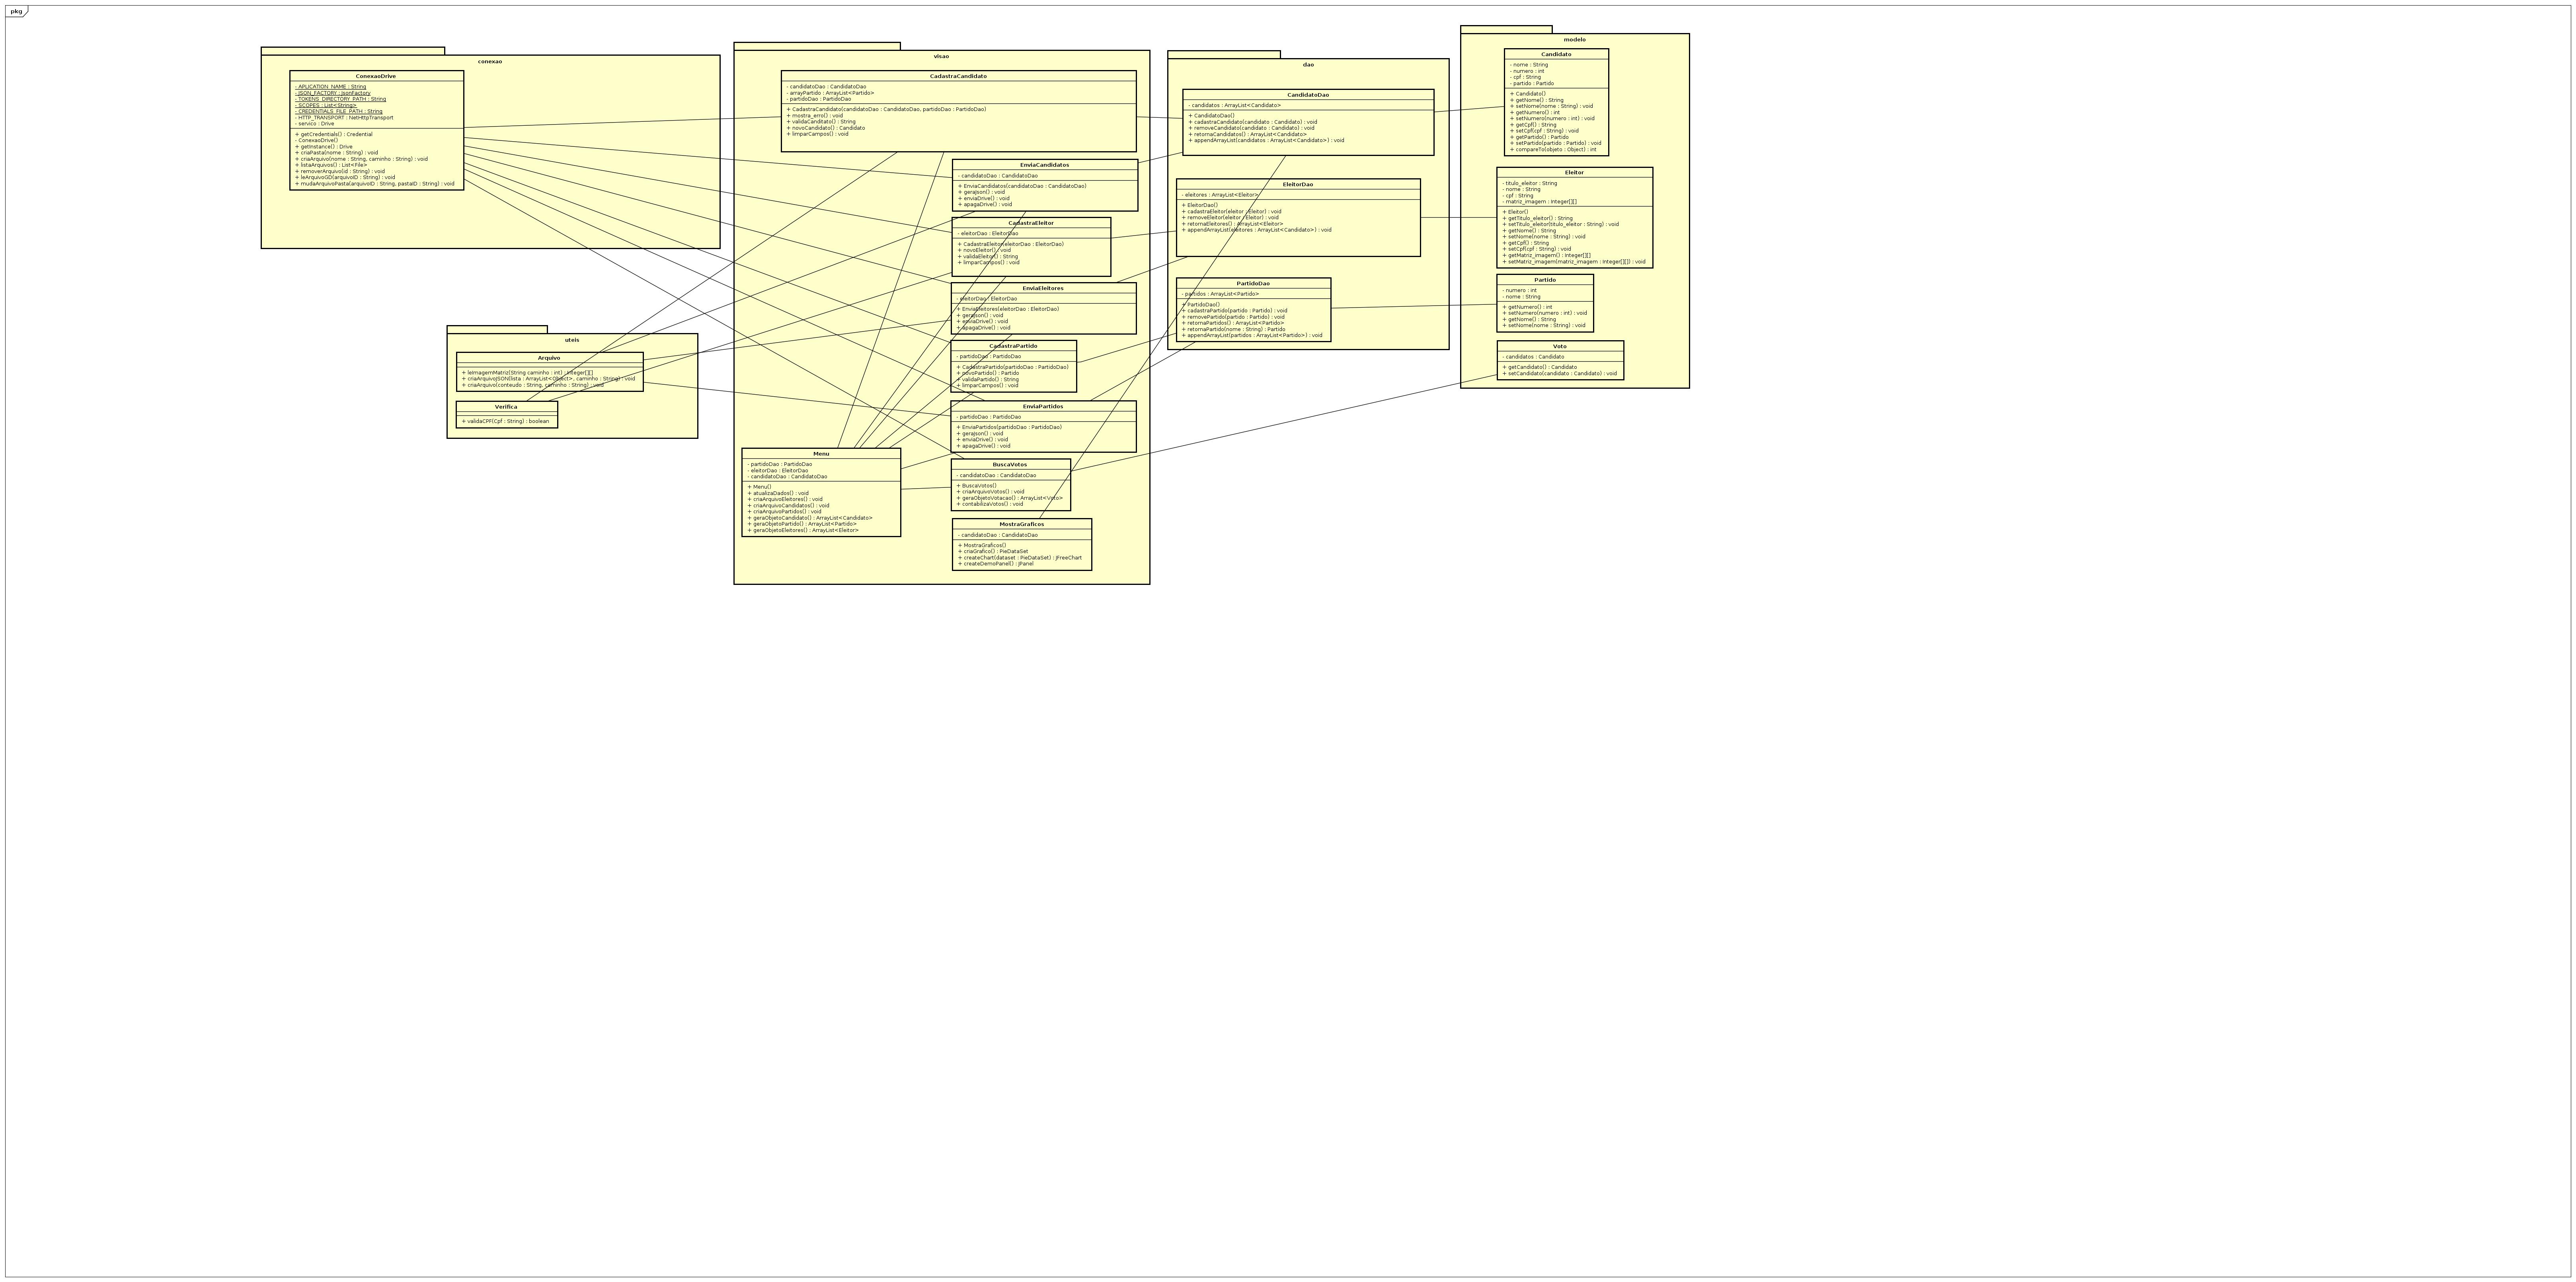 pkg
conexao
ConexaoDrive
- APLICATION_NAME : String
- JSON_FACTORY : JsonFactory
- TOKENS_DIRECTORY_PATH : String
- SCOPES : List<String>
- CREDENTIALS_FILE_PATH : String
- HTTP_TRANSPORT : NetHttpTransport
- servico : Drive
+ getCredentials() : Credential
- ConexaoDrive()
+ getInstance() : Drive
+ criaPasta(nome : String) : void
+ criaArquivo(nome : String, caminho : String) : void
+ listaArquivos() : List<File>
+ removerArquivo(id : String) : void
+ leArquivoGD(arquivoID : String) : void
+ mudaArquivoPasta(arquivoID : String, pastaID : String) : void
uteis
Arquivo
+ leImagemMatriz(String caminho : int) : Integer[][]
+ criaArquivoJSON(lista : ArrayList<Object>, caminho : String) : void
+ criaArquivo(conteudo : String, caminho : String) : void
Verifica
+ validaCPF(Cpf : String) : boolean
visao
CadastraCandidato
- candidatoDao : CandidatoDao
- arrayPartido : ArrayList<Partido>
- partidoDao : PartidoDao
+ CadastraCandidato(candidatoDao : CandidatoDao, partidoDao : PartidoDao)
+ mostra_erro() : void
+ validaCanditato() : String
+ novoCandidato() : Candidato
+ limparCampos() : void
EnviaCandidatos
- candidatoDao : CandidatoDao
+ EnviaCandidatos(candidatoDao : CandidatoDao)
+ geraJson() : void
+ enviaDrive() : void
+ apagaDrive() : void
CadastraEleitor
- eleitorDao : EleitorDao
+ CadastraEleitor(eleitorDao : EleitorDao)
+ novoEleitor() : void
+ validaEleitor() : String
+ limparCampos() : void
EnviaEleitores
- eleitorDao : EleitorDao
+ EnviaEleitores(eleitorDao : EleitorDao)
+ geraJson() : void
+ enviaDrive() : void
+ apagaDrive() : void
CadastraPartido
- partidoDao : PartidoDao
+ CadastraPartido(partidoDao : PartidoDao)
+ novoPartido() : Partido
+ validaPartido() : String
+ limparCampos() : void
EnviaPartidos
- partidoDao : PartidoDao
+ EnviaPartidos(partidoDao : PartidoDao)
+ geraJson() : void
+ enviaDrive() : void
+ apagaDrive() : void
Menu
- partidoDao : PartidoDao
- eleitorDao : EleitorDao
- candidatoDao : CandidatoDao
+ Menu()
+ atualizaDados() : void
+ criaArquivoEleitores() : void
+ criaArquivoCandidatos() : void
+ criaArquivoPartidos() : void
+ geraObjetoCandidato() : ArrayList<Candidato>
+ geraObjetoPartido() : ArrayList<Partido>
+ geraObjetoEleitores() : ArrayList<Eleitor>
BuscaVotos
- candidatoDao : CandidatoDao
+ BuscaVotos()
+ criaArquivoVotos() : void
+ geraObjetoVotacao() : ArrayList<Voto>
+ contabilizaVotos() : void
MostraGraficos
- candidatoDao : CandidatoDao
+ MostraGraficos()
+ criaGrafico() : PieDataSet
+ createChart(dataset : PieDataSet) : JFreeChart
+ createDemoPanel() : JPanel
dao
CandidatoDao
- candidatos : ArrayList<Candidato>
+ CandidatoDao()
+ cadastraCandidato(candidato : Candidato) : void
+ removeCandidato(candidato : Candidato) : void
+ retornaCandidatos() : ArrayList<Candidato>
+ appendArrayList(candidatos : ArrayList<Candidato>) : void
EleitorDao
- eleitores : ArrayList<Eleitor>
+ EleitorDao()
+ cadastraEleitor(eleitor : Eleitor) : void
+ removeEleitor(eleitor : Eleitor) : void
+ retornaEleitores() : ArrayList<Eleitor>
+ appendArrayList(eleitores : ArrayList<Candidato>) : void
PartidoDao
- partidos : ArrayList<Partido>
+ PartidoDao()
+ cadastraPartido(partido : Partido) : void
+ removePartido(partido : Partido) : void
+ retornaPartidos() : ArrayList<Partido>
+ retornaPartido(nome : String) : Partido
+ appendArrayList(partidos : ArrayList<Partido>) : void
modelo
Candidato
- nome : String
- numero : int
- cpf : String
- partido : Partido
+ Candidato()
+ getNome() : String
+ setNome(nome : String) : void
+ getNumero() : int
+ setNumero(numero : int) : void
+ getCpf() : String
+ setCpf(cpf : String) : void
+ getPartido() : Partido
+ setPartido(partido : Partido) : void
+ compareTo(objeto : Object) : int
Eleitor
- titulo_eleitor : String
- nome : String
- cpf : String
- matriz_imagem : Integer[][]
+ Eleitor()
+ getTitulo_eleitor() : String
+ setTitulo_eleitor(titulo_eleitor : String) : void
+ getNome() : String
+ setNome(nome : String) : void
+ getCpf() : String
+ setCpf(cpf : String) : void
+ getMatriz_imagem() : Integer[][]
+ setMatriz_imagem(matriz_imagem : Integer[][]) : void
Partido
- numero : int
- nome : String
+ getNumero() : int
+ setNumero(numero : int) : void
+ getNome() : String
+ setNome(nome : String) : void
Voto
- candidatos : Candidato
+ getCandidato() : Candidato
+ setCandidato(candidato : Candidato) : void